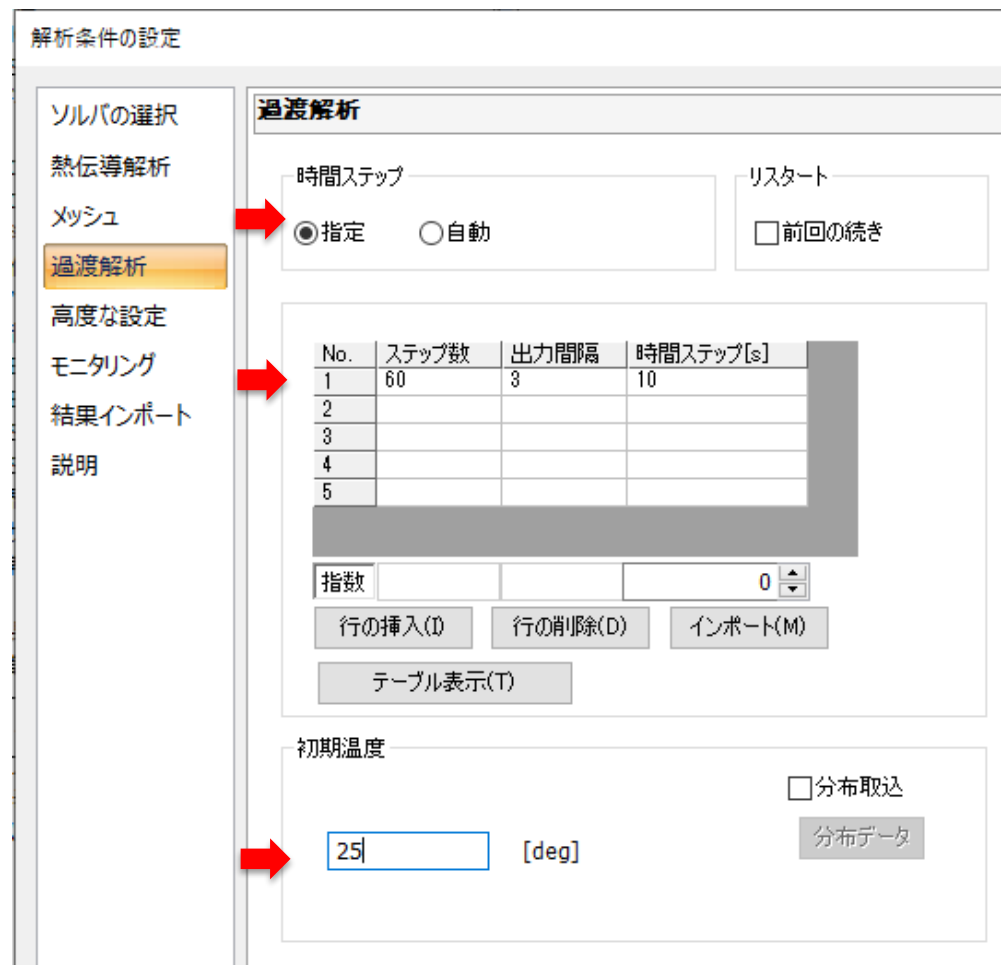 解析条件の設定
ソルバの選択
熱伝導解析
メッシュ
過渡解析
高度な設定
モニタリング
結果インポート
説明
過渡解析
時間ステップ
指定 自動
リスタート
前回の続き
No. ステップ数 出力間隔 時間ステップ[s]
1 60 3 10
2
3
4
5
指数 0
行の挿入(I) 行の削除(D) インポート(M)
テーブル表示(T)
初期温度
分布取込
分布データ
25 [deg]